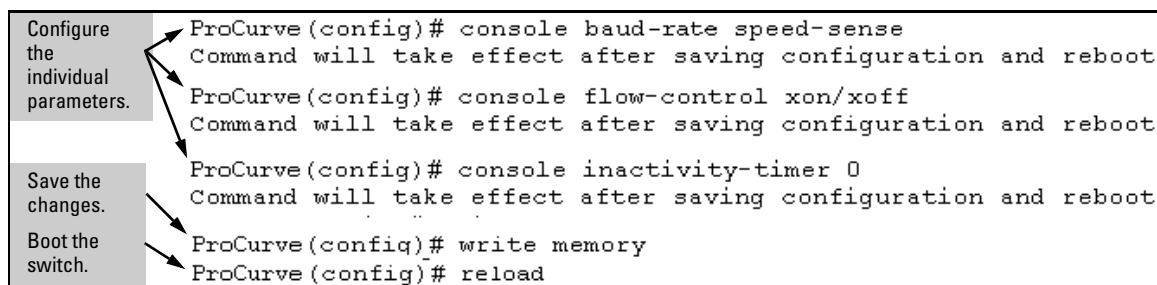 Configure
the
individual
parameters.
ProCurve(config)# console baud-rate speed-sense
Command will take effect after saving configuration and reboot
ProCurve(config)# console flow-control xon/xoff
Command will take effect after saving configuration and reboot
ProCurve(config)# console inactivity-timer 0
Command will take effect after saving configuration and reboot
Save the
changes.
ProCurve(config)# write memory
Boot the
switch.
ProCurve(config)# reload